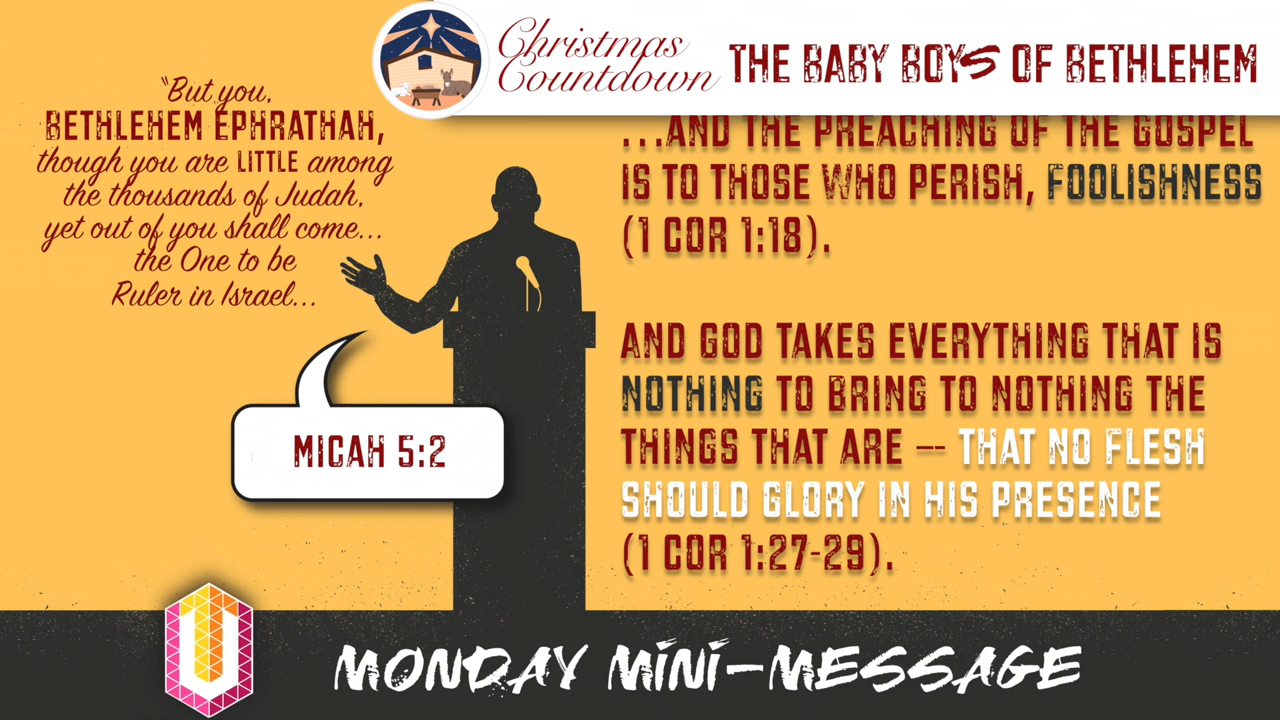 Christmas
Countdown
THE BABY BOYS OF BETHLEHEM
"But you,
BETHLEHEM EPHRATHAH,
though you are LITTLE among
the thousands of Judah,
yet out of you shall come...
the One to be
Ruler in Israel...
MICAH 5:2
...AND THE PREACHING OF THE GOSPEL
IS TO THOSE WHO PERISH, FOOLISHNESS
(1 COR 1:18).
AND GOD TAKES EVERYTHING THAT IS
NOTHING TO BRING TO NOTHING THE
THINGS THAT ARE -- THAT NO FLESH
SHOULD GLORY IN HIS PRESENCE
(1 COR 1:27-29).
U
MONDAY MINI-MESSAGE